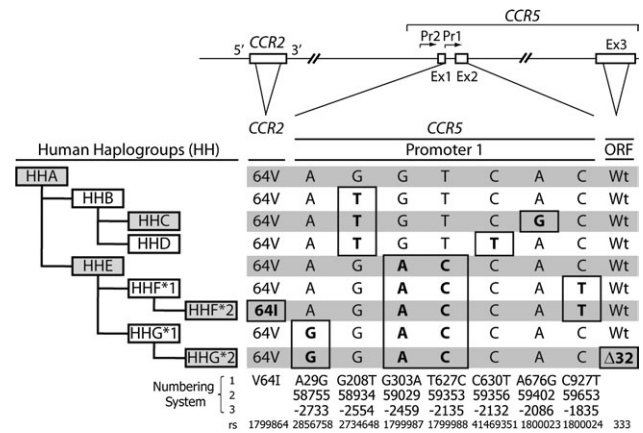 CCR5
5' CCR2 3' Pr2 Pr1
Ex1 Ex2 Ex3
CCR2 CCR5
Human Haplogroups (HH) Promoter 1 ORF
HHA 64V A G G T C A C Wt
HHB 64V A T G T C A C Wt
HHC 64V A T G T C G C Wt
HHD 64V A T G T T A C Wt
HHE 64V A G A C C A C Wt
HHF*1 64V A G A C C A T Wt
HHF*2 64I A G A C C A T Wt
HHG*1 64V G G A C C A C Wt
HHG*2 64V G G A C C A C Δ32
Numbering System
1 V64I A29G G208T G303A T627C C630T A676G C927T
2 58755 58934 59029 59353 59356 59402 59653
3 -2733 -2554 -2459 -2135 -2132 -2086 -1835
rs 1799864 2856758 2734648 1799987 1799988 41469351 1800023 1800024 333